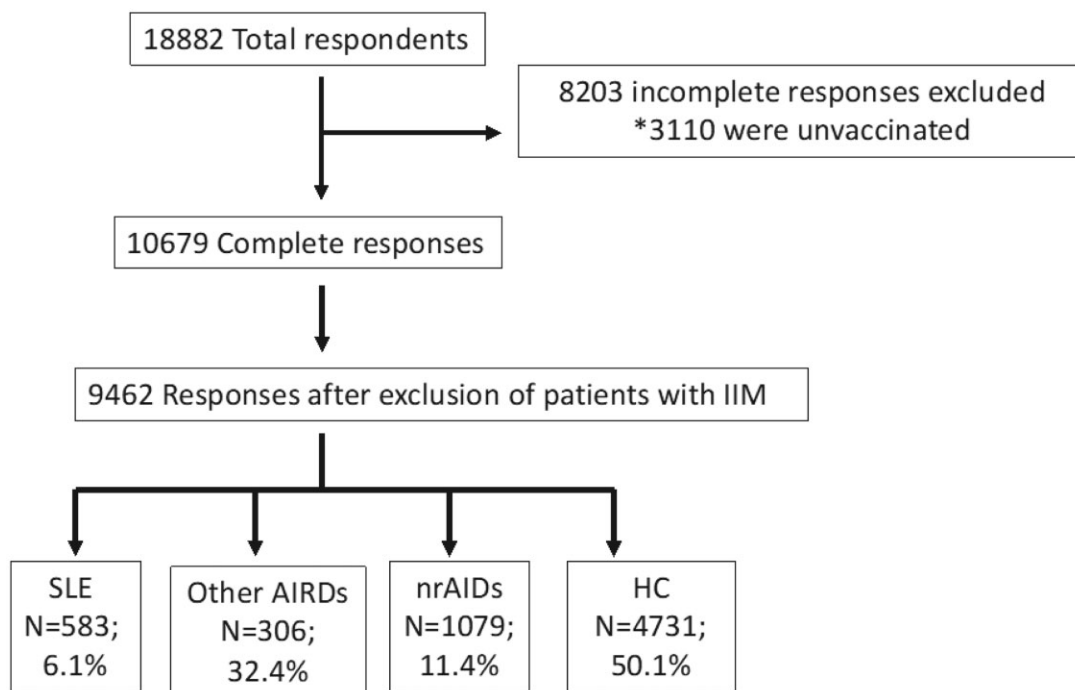 18882 Total respondents
8203 incomplete responses excluded
*3110 were unvaccinated
10679 Complete responses
9462 Responses after exclusion of patients with IIM
SLE
N=583;
6.1%
Other AIRDs
N=306;
32.4%
nrAIDs
N=1079;
11.4%
HC
N=4731;
50.1%